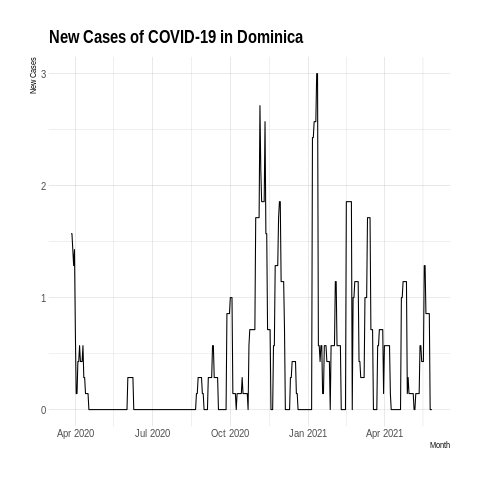 New Cases of COVID-19 in Dominica
New Cases
3
2
1
0
Apr 2020 Jul 2020 Oct 2020 Jan 2021 Apr 2021
Month